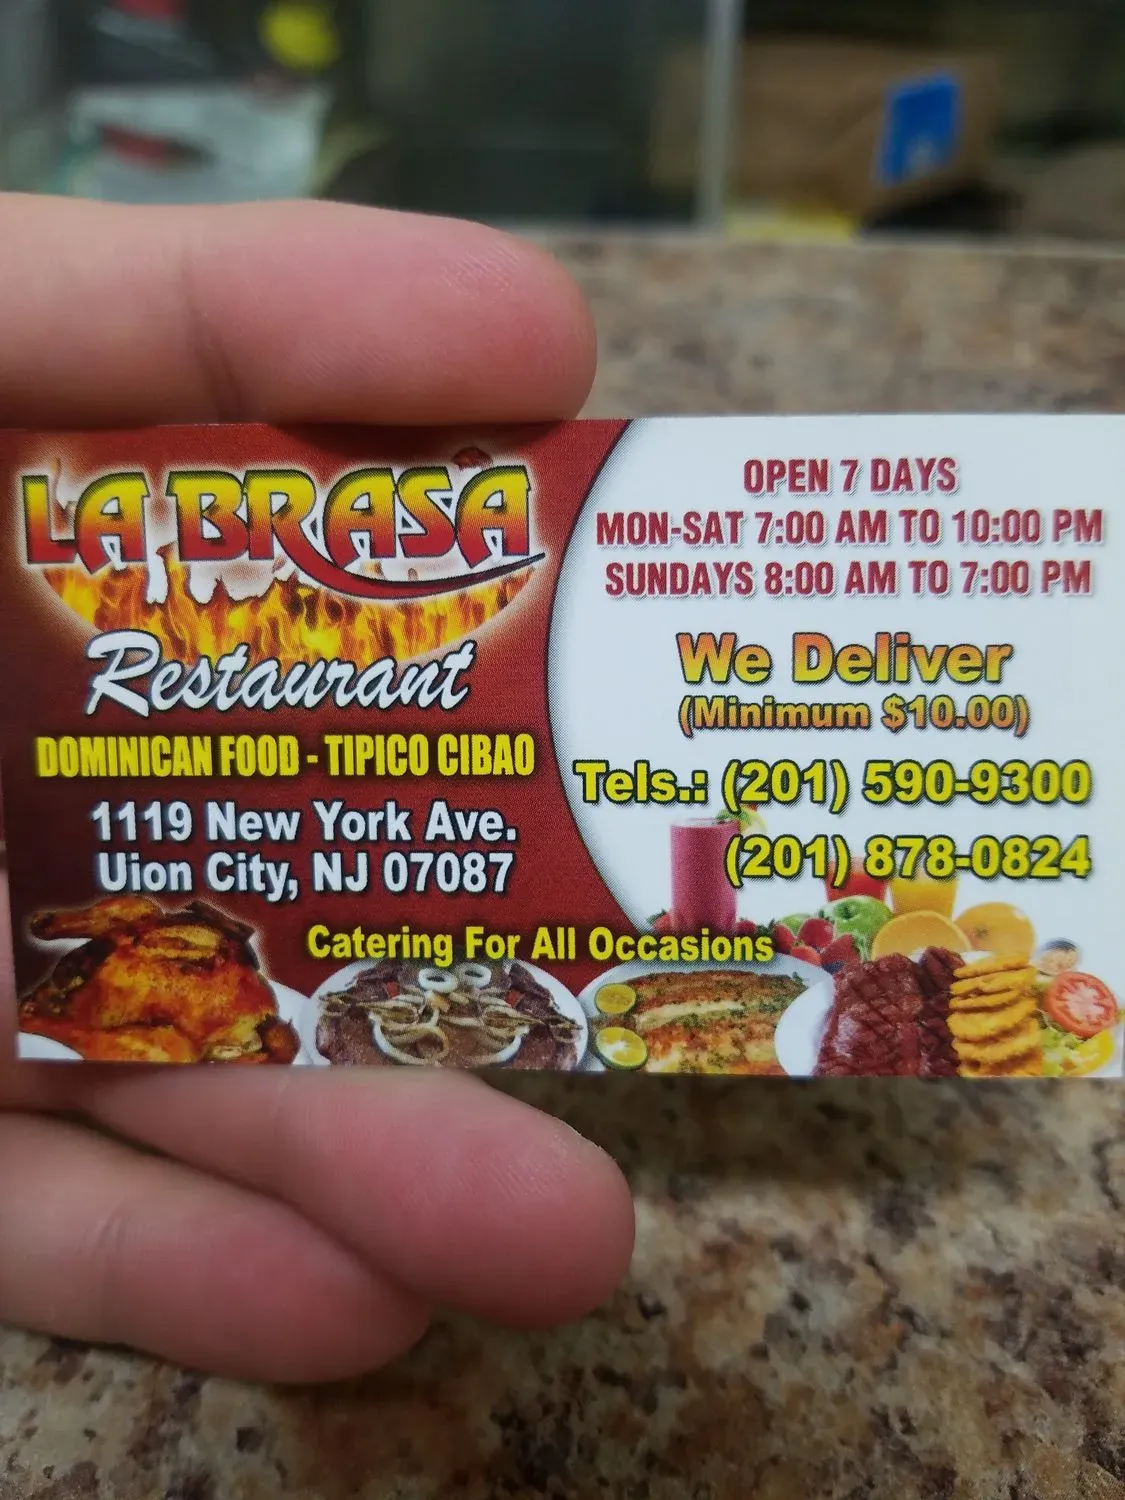 LA BRASA
Restaurant
DOMINICAN FOOD - TIPICO CIBAO
1119 New York Ave.
Uion City, NJ 07087
OPEN 7 DAYS
MON-SAT 7:00 AM TO 10:00 PM
SUNDAYS 8:00 AM TO 7:00 PM
We Deliver
(Minimum $10.00)
Tels.: (201) 590-9300
(201) 878-0824
Catering For All Occasions